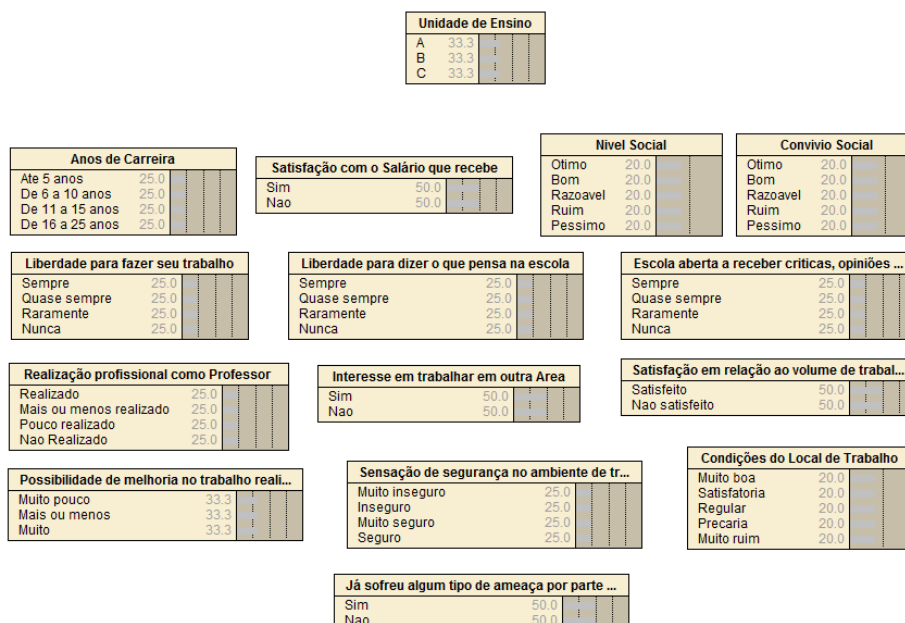 Unidade de Ensino
A 33.3
B 33.3
C 33.3
Anos de Carreira
Ate 5 anos 25.0
De 6 a 10 anos 25.0
De 11 a 15 anos 25.0
De 16 a 25 anos 25.0
Satisfação com o Salário que recebe
Sim 50.0
Nao 50.0
Nivel Social
Otimo 20.0
Bom 20.0
Razoavel 20.0
Ruim 20.0
Pessimo 20.0
Convivio Social
Otimo 20.0
Bom 20.0
Razoavel 20.0
Ruim 20.0
Pessimo 20.0
Liberdade para fazer seu trabalho
Sempre 25.0
Quase sempre 25.0
Raramente 25.0
Nunca 25.0
Liberdade para dizer o que pensa na escola
Sempre 25.0
Quase sempre 25.0
Raramente 25.0
Nunca 25.0
Escola aberta a receber criticas, opiniões ...
Sempre 25.0
Quase sempre 25.0
Raramente 25.0
Nunca 25.0
Realização profissional como Professor
Realizado 25.0
Mais ou menos realizado 25.0
Pouco realizado 25.0
Nao Realizado 25.0
Interesse em trabalhar em outra Area
Sim 50.0
Nao 50.0
Satisfação em relação ao volume de trabal...
Satisfeito 50.0
Nao satisfeito 50.0
Possibilidade de melhoria no trabalho reali...
Muito pouco 33.3
Mais ou menos 33.3
Muito 33.3
Sensação de segurança no ambiente de tr...
Muito inseguro 25.0
Inseguro 25.0
Muito seguro 25.0
Seguro 25.0
Condições do Local de Trabalho
Muito boa 20.0
Satisfatoria 20.0
Regular 20.0
Precaria 20.0
Muito ruim 20.0
Já sofreu algum tipo de ameaça por parte ...
Sim 50.0
Nao 50.0